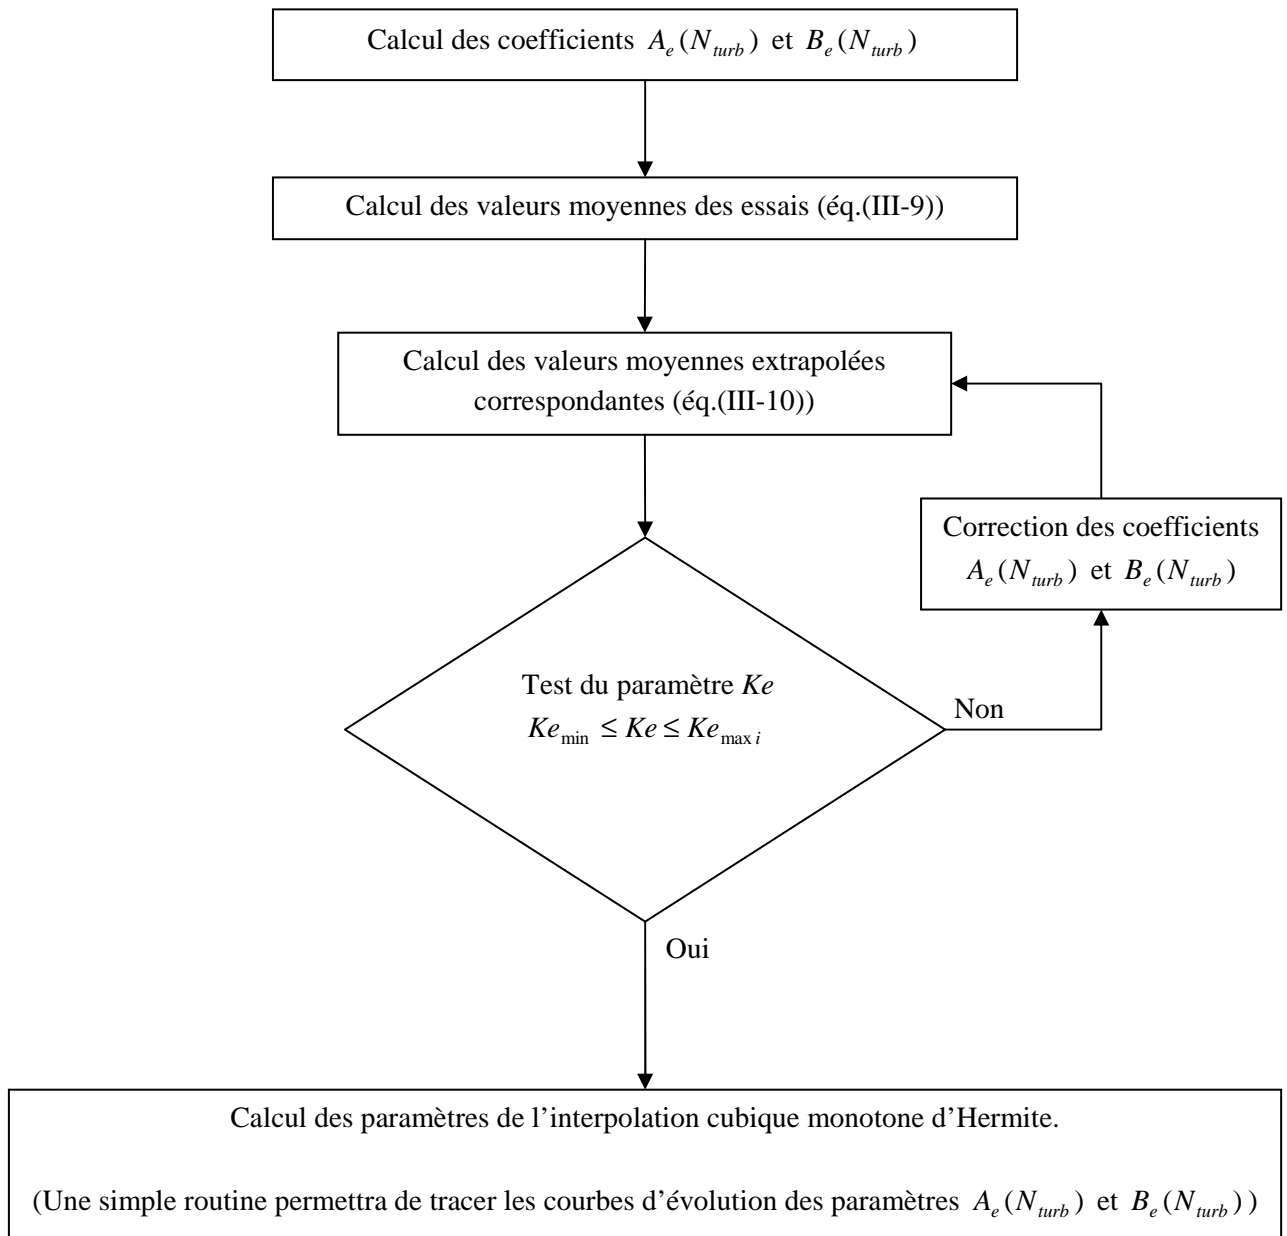 Calcul des coefficients A_e(N_turb) et B_e(N_turb)
Calcul des valeurs moyennes des essais (éq.(III-9))
Calcul des valeurs moyennes extrapolées
correspondantes (éq.(III-10))
Correction des coefficients
A_e(N_turb) et B_e(N_turb)
Test du paramètre Ke
Ke_min ≤ Ke ≤ Ke_max i
Non
Oui
Calcul des paramètres de l’interpolation cubique monotone d’Hermite.
(Une simple routine permettra de tracer les courbes d’évolution des paramètres A_e(N_turb) et B_e(N_turb) )